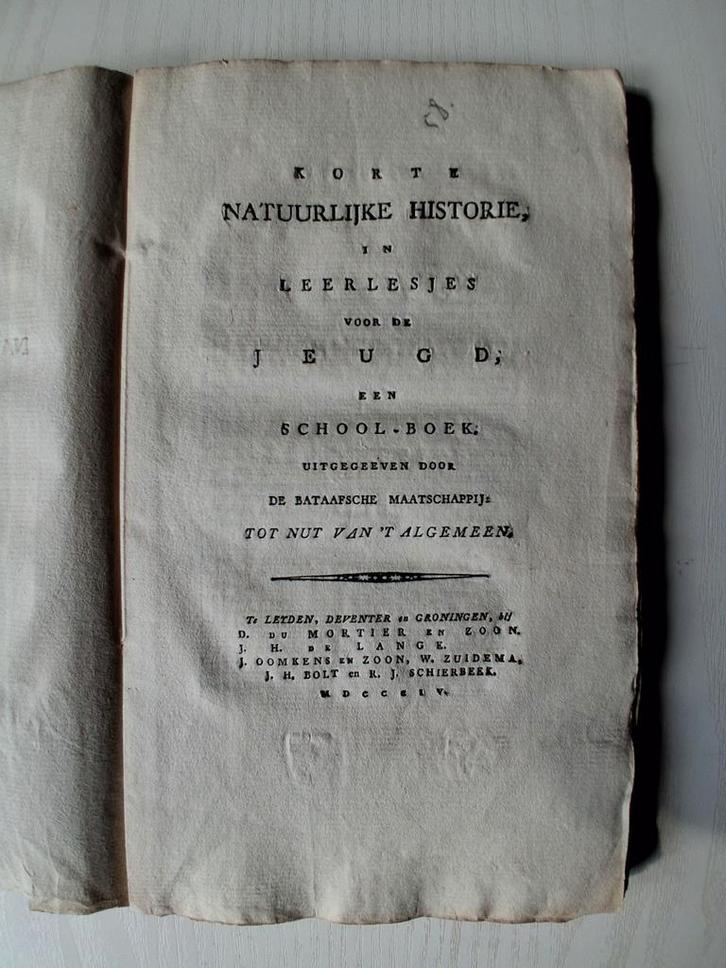 KORTE
NATUURLIJKE HISTORIE,
IN
LEERLESJES
VOOR DE
JEUGD;
EEN
SCHOOL-BOEK.
UITGEGEEVEN DOOR
DE BATAAFSCHE MAATSCHAPPIJ:
TOT NUT VAN 'T ALGEMEEN.
Te LEYDEN, DEVENTER en GRONINGEN, bij
D. DU MORTIER EN ZOON.
J. H. DE LANGE.
J. OOMKENS EN ZOON, W. ZUIDEMA,
J. H. BOLT en R. J. SCHIERBEEK.